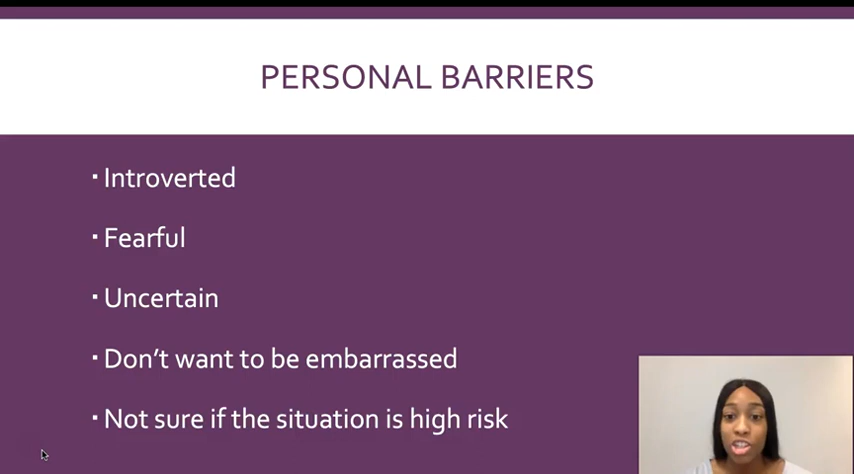 PERSONAL BARRIERS
▪ Introverted
▪ Fearful
▪ Uncertain
▪ Don’t want to be embarrassed
▪ Not sure if the situation is high risk